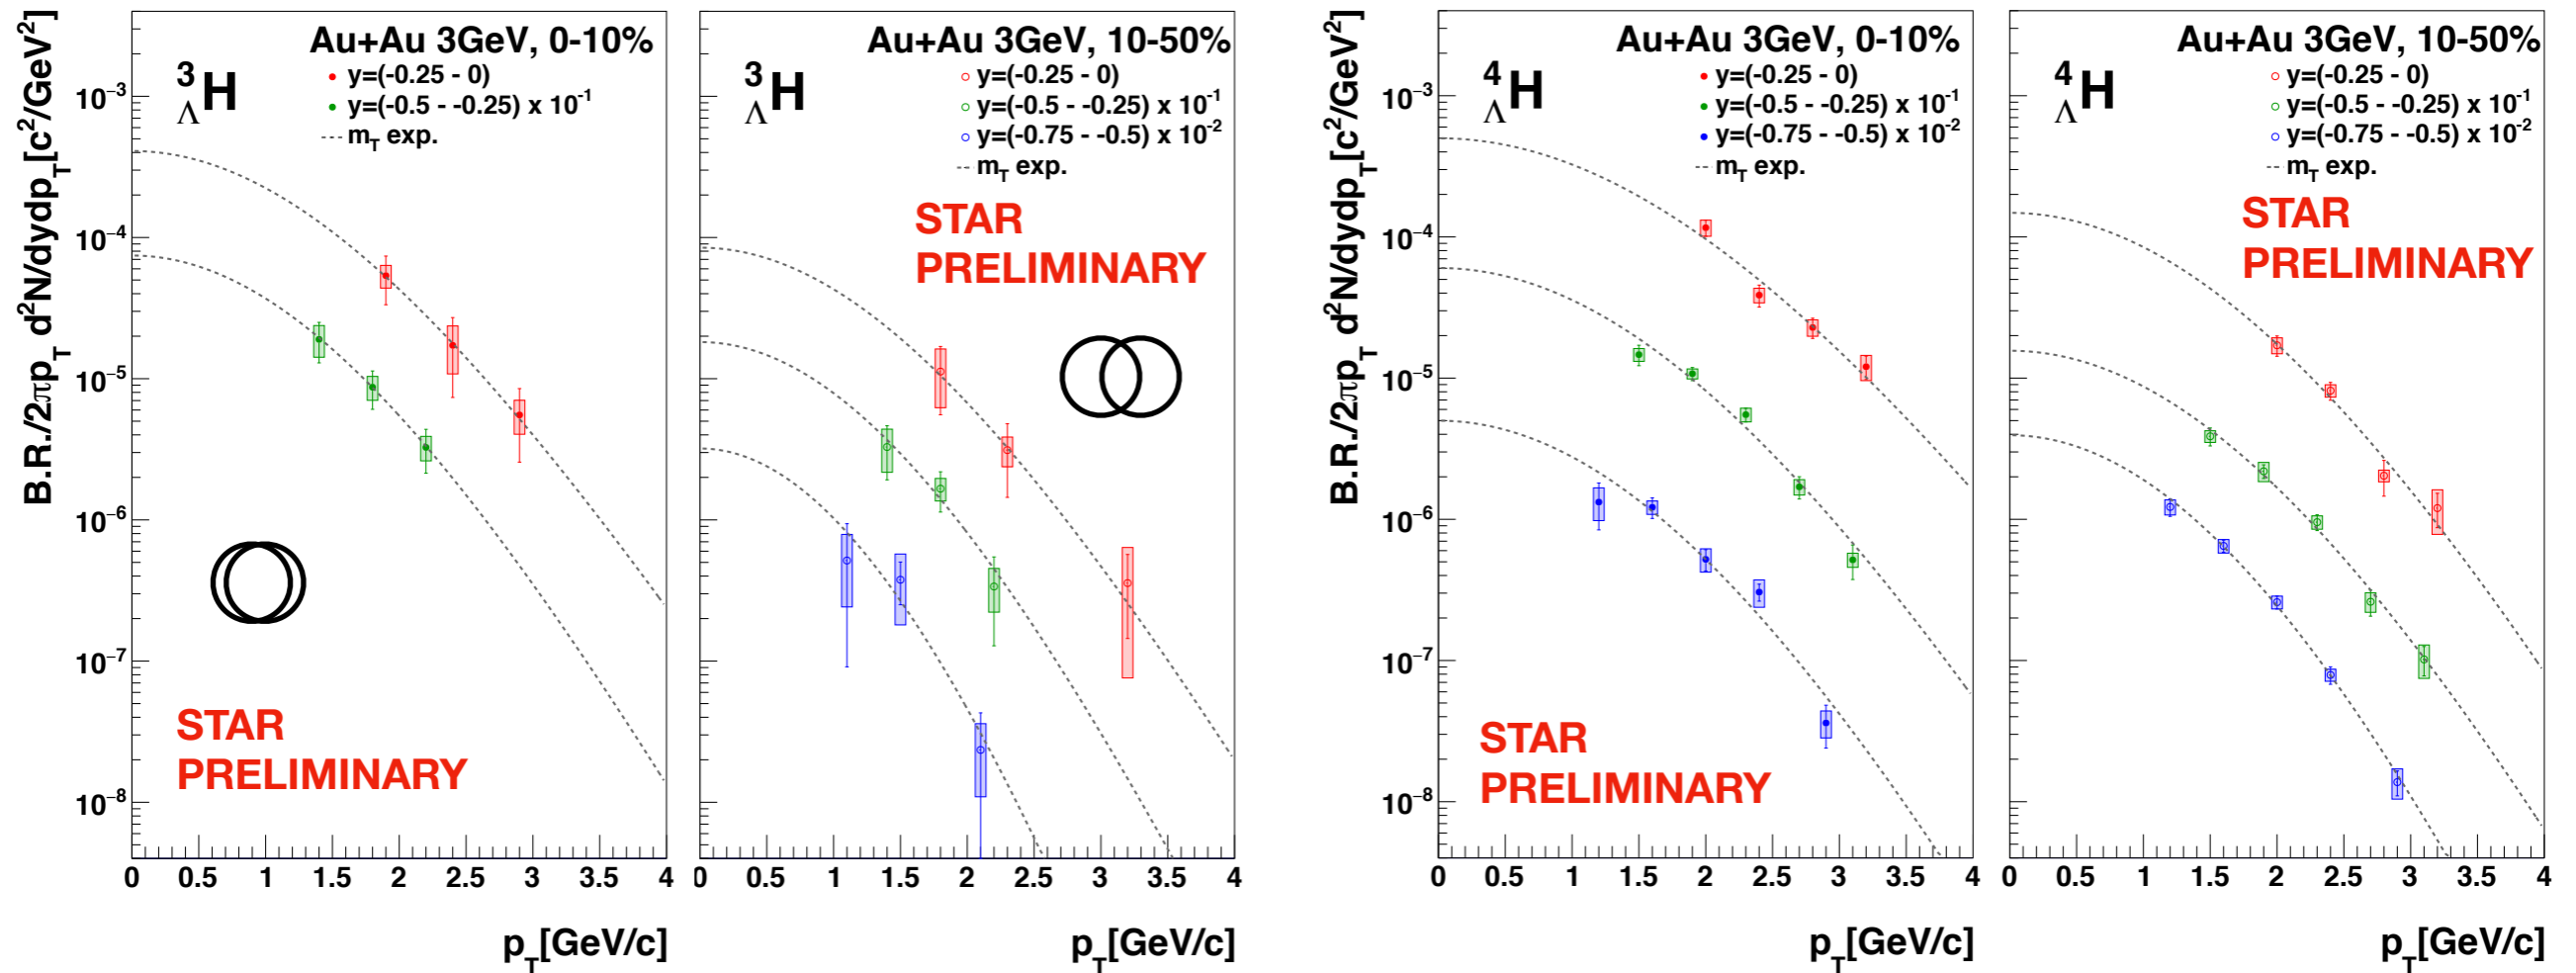 B.R./2πp_T d²N/dydp_T[c²/GeV²]
Au+Au 3GeV, 0-10%
³_ΛH
y=(-0.25 - 0)
y=(-0.5 - -0.25) x 10⁻¹
m_T exp.
STAR
PRELIMINARY
10⁻³
10⁻⁴
10⁻⁵
10⁻⁶
10⁻⁷
10⁻⁸
0 0.5 1 1.5 2 2.5 3 3.5 4
p_T[GeV/c]
Au+Au 3GeV, 10-50%
³_ΛH
y=(-0.25 - 0)
y=(-0.5 - -0.25) x 10⁻¹
y=(-0.75 - -0.5) x 10⁻²
m_T exp.
STAR
PRELIMINARY
0 0.5 1 1.5 2 2.5 3 3.5 4
p_T[GeV/c]
B.R./2πp_T d²N/dydp_T[c²/GeV²]
Au+Au 3GeV, 0-10%
⁴_ΛH
y=(-0.25 - 0)
y=(-0.5 - -0.25) x 10⁻¹
y=(-0.75 - -0.5) x 10⁻²
m_T exp.
STAR
PRELIMINARY
10⁻³
10⁻⁴
10⁻⁵
10⁻⁶
10⁻⁷
10⁻⁸
0 0.5 1 1.5 2 2.5 3 3.5 4
p_T[GeV/c]
Au+Au 3GeV, 10-50%
⁴_ΛH
y=(-0.25 - 0)
y=(-0.5 - -0.25) x 10⁻¹
y=(-0.75 - -0.5) x 10⁻²
m_T exp.
STAR
PRELIMINARY
0 0.5 1 1.5 2 2.5 3 3.5 4
p_T[GeV/c]